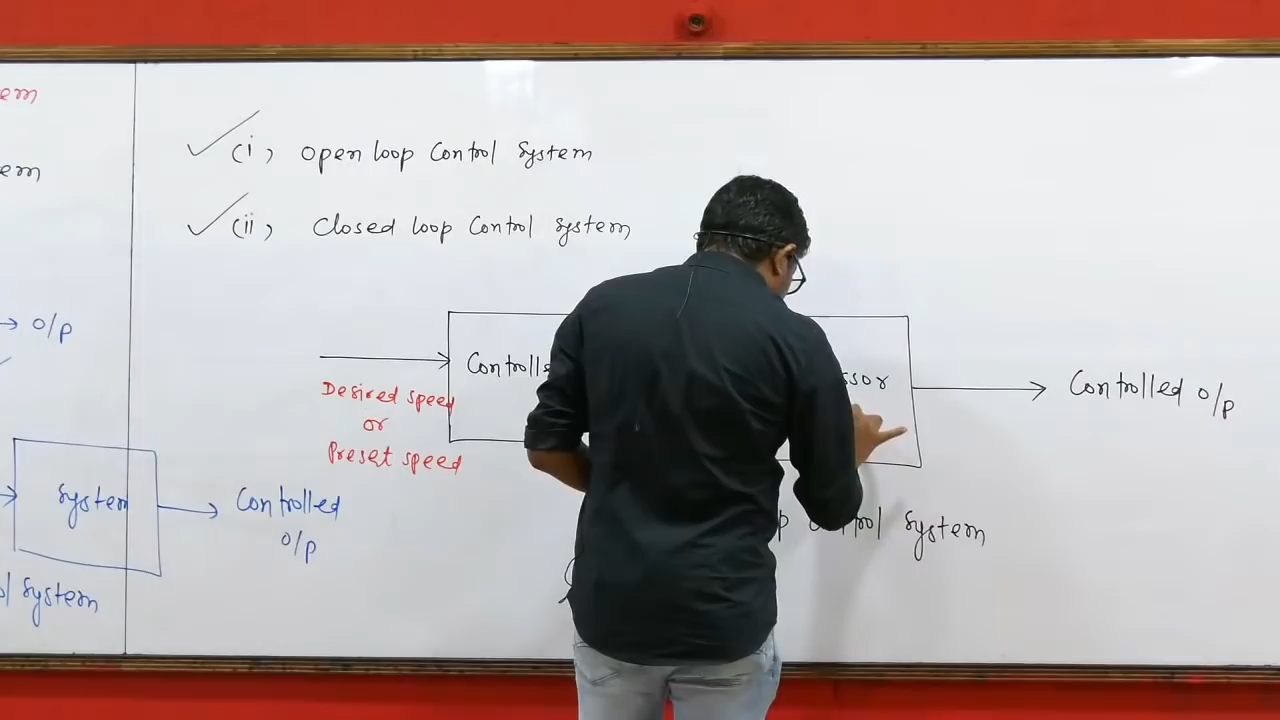 em
em
(i) open loop Control System
(ii) Closed loop Control System
→ o/p
Desired speed
or
Preset speed
Controlled o/p
System
Controlled
o/p
Control System
System